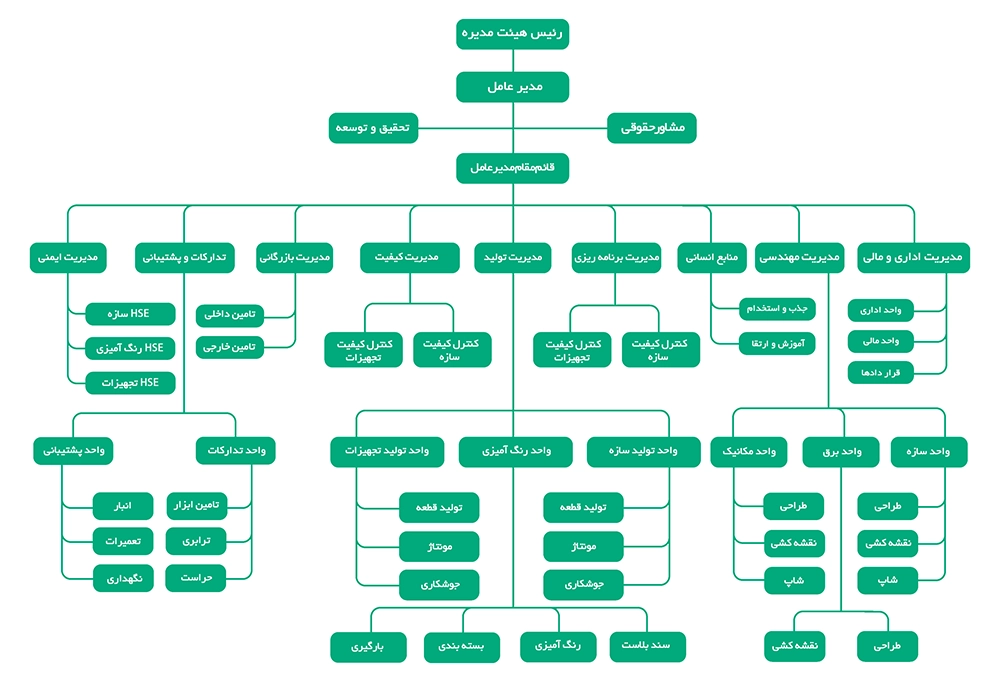 رئیس هیئت مدیره
مدیر عامل
مشاورحقوقی
تحقیق و توسعه
قائم‌مقام‌مدیرعامل
مدیریت اداری و مالی
مدیریت مهندسی
منابع انسانی
مدیریت برنامه ریزی
مدیریت تولید
مدیریت کیفیت
مدیریت بازرگانی
تدارکات و پشتیبانی
مدیریت ایمنی
واحد اداری
واحد مالی
قرار دادها
جذب و استخدام
آموزش و ارتقا
کنترل کیفیت
سازه
کنترل کیفیت
تجهیزات
کنترل کیفیت
سازه
کنترل کیفیت
تجهیزات
تامین داخلی
تامین خارجی
HSE سازه
HSE رنگ آمیزی
HSE تجهیزات
واحد سازه
واحد برق
واحد مکانیک
واحد تولید سازه
واحد رنگ آمیزی
واحد تولید تجهیزات
واحد تدارکات
واحد پشتیبانی
طراحی
نقشه کشی
شاپ
طراحی
نقشه کشی
شاپ
تولید قطعه
مونتاژ
جوشکاری
تولید قطعه
مونتاژ
جوشکاری
تامین ابزار
ترابری
حراست
انبار
تعمیرات
نگهداری
طراحی
نقشه کشی
سند بلاست
رنگ آمیزی
بسته بندی
بارگیری